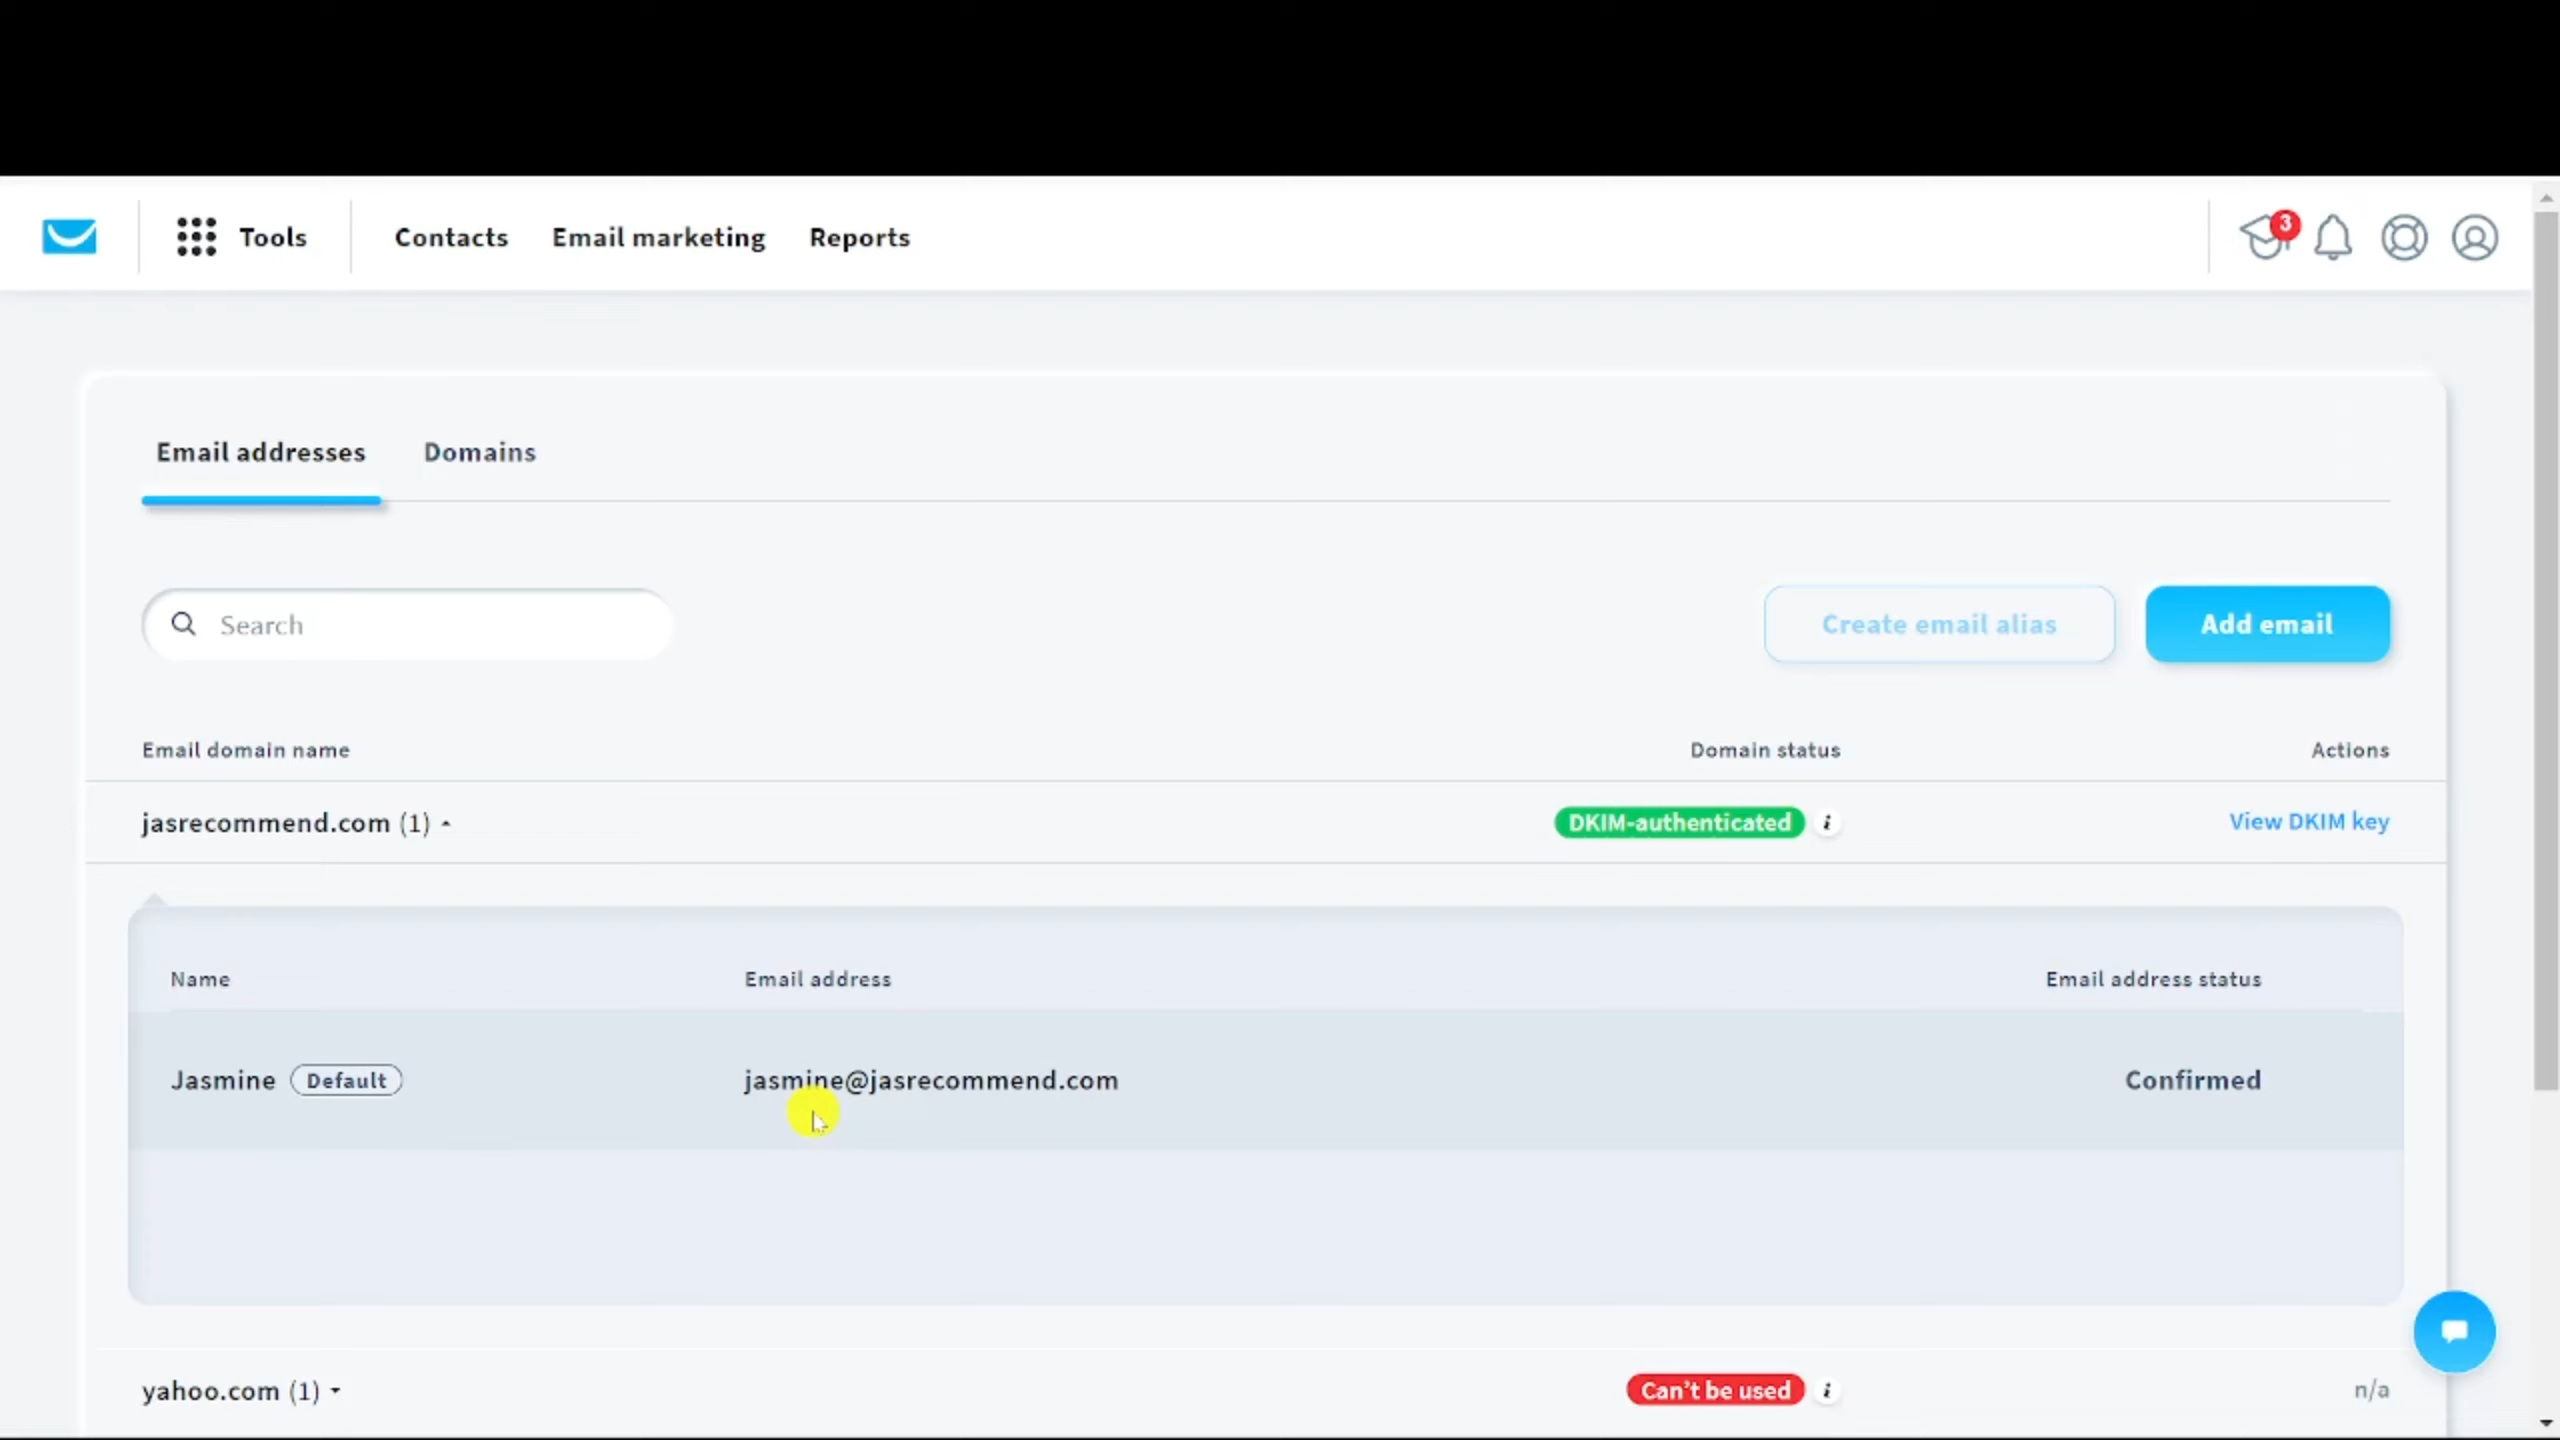 Tools
Contacts
Email marketing
Reports
3
Email addresses
Domains
Search
Create email alias
Add email
Email domain name
Domain status
Actions
jasrecommend.com (1)
DKIM-authenticated
i
View DKIM key
Name
Email address
Email address status
Jasmine
Default
jasmine@jasrecommend.com
Confirmed
yahoo.com (1)
Can't be used
i
n/a